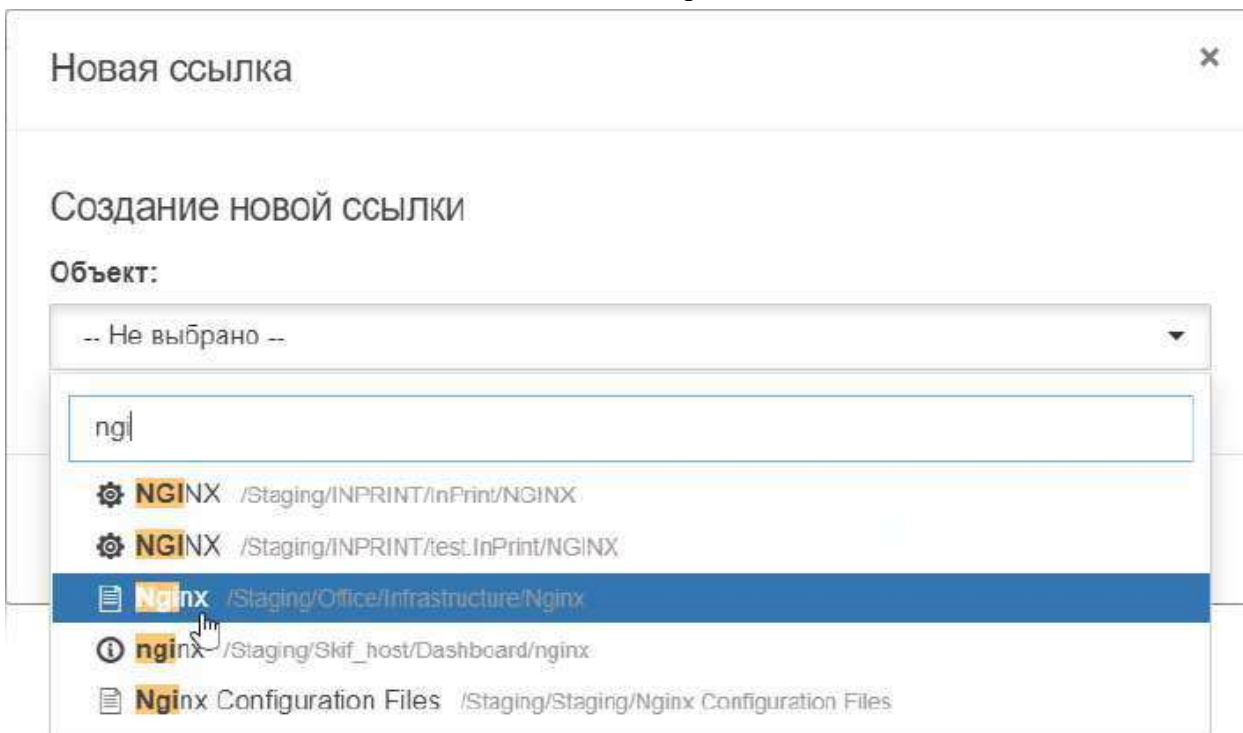 Новая ссылка ×
Создание новой ссылки
Объект:
-- Не выбрано --
ngi
NGINX /Staging/INPRINT/InPrint/NGINX
NGINX /Staging/INPRINT/test.InPrint/NGINX
Nginx /Staging/Office/Infrastructure/Nginx
nginx /Staging/Skif_host/Dashboard/nginx
Nginx Configuration Files /Staging/Staging/Nginx Configuration Files